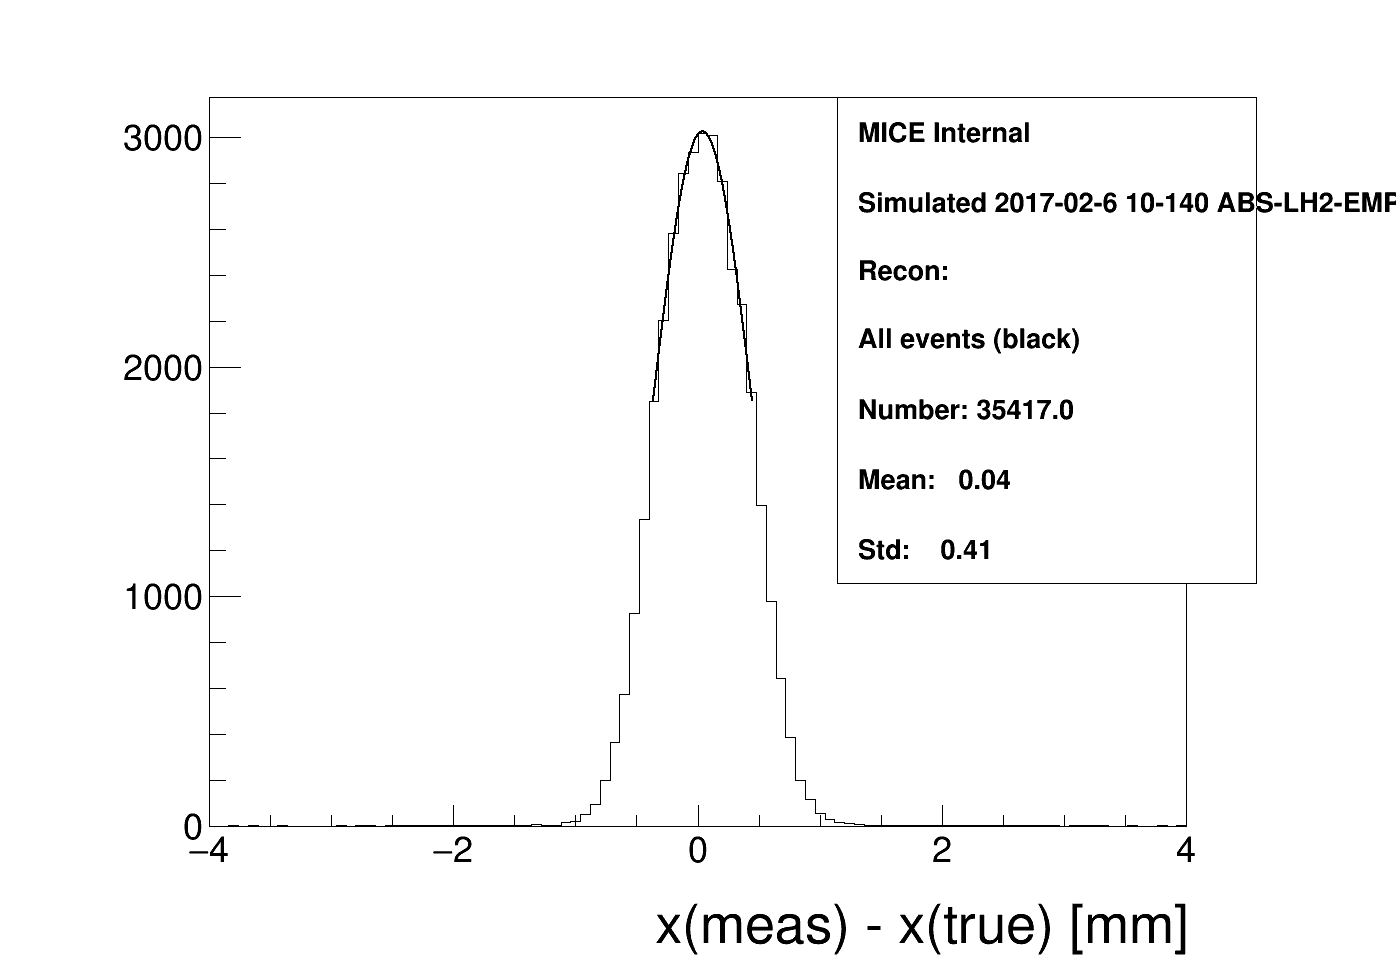 MICE Internal
Simulated 2017-02-6 10-140 ABS-LH2-EMP
Recon:
All events (black)
Number: 35417.0
Mean: 0.04
Std: 0.41
3000
2000
1000
0
−4 −2 0 2 4
x(meas) - x(true) [mm]